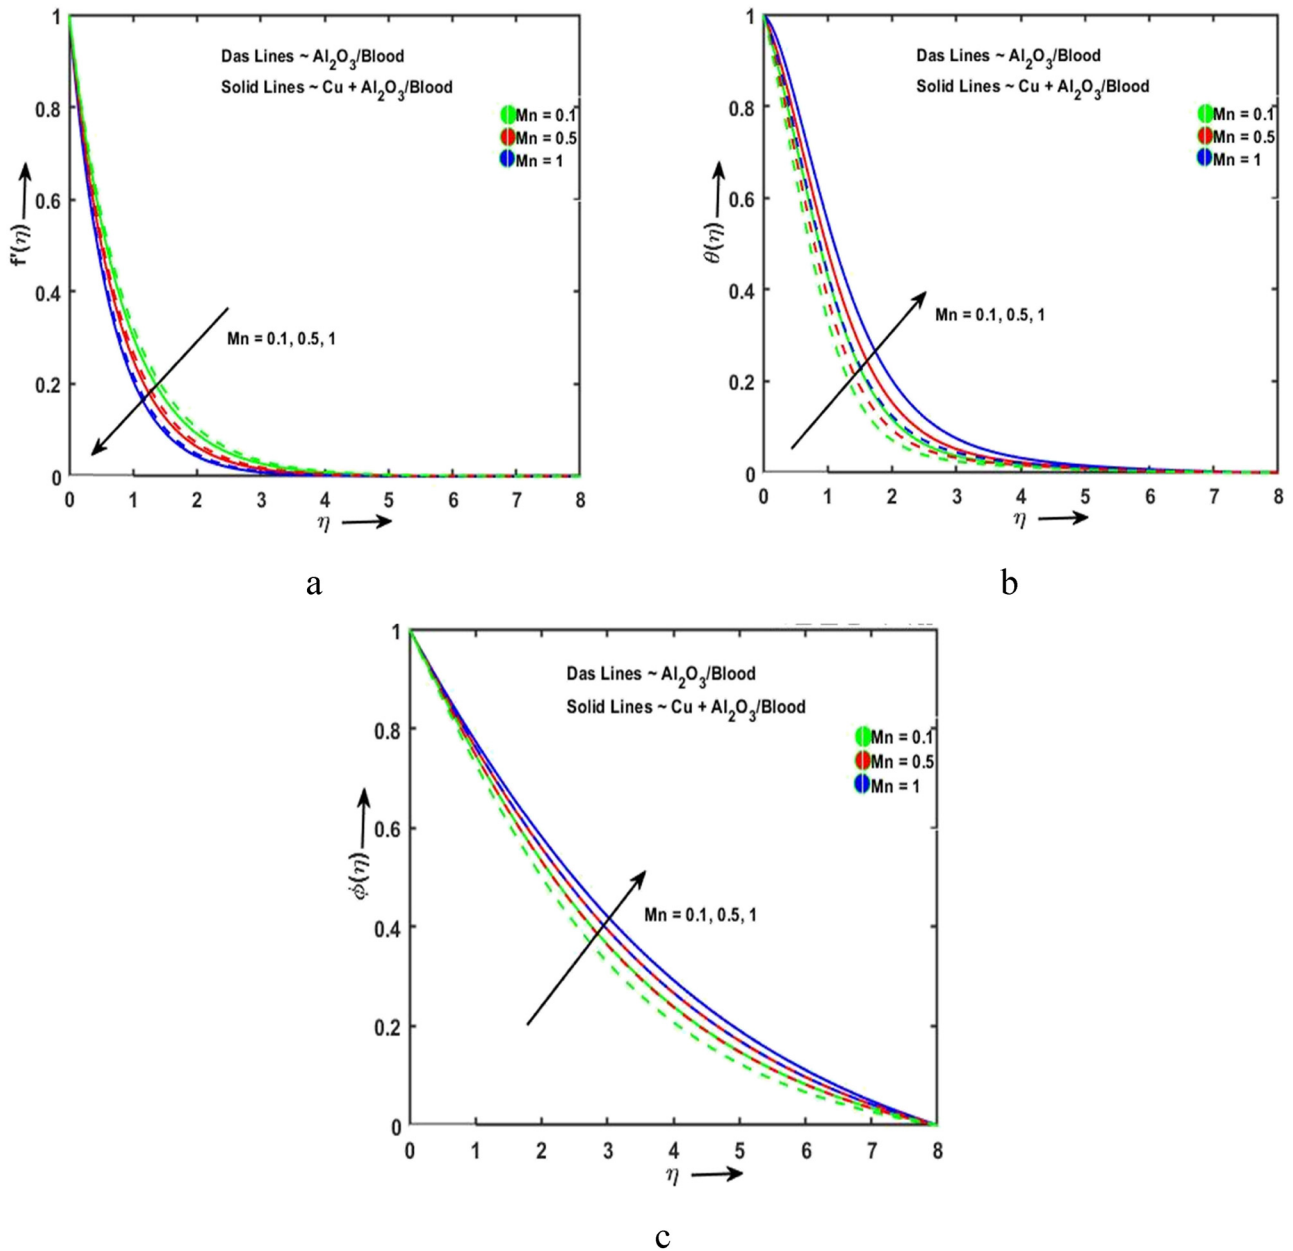 Das Lines ~ Al2O3/Blood
Solid Lines ~ Cu + Al2O3/Blood
Mn = 0.1
Mn = 0.5
Mn = 1
Mn = 0.1, 0.5, 1
f'(η)
1
0.8
0.6
0.4
0.2
0
0 1 2 3 4 5 6 7 8
η
a
Das Lines ~ Al2O3/Blood
Solid Lines ~ Cu + Al2O3/Blood
Mn = 0.1
Mn = 0.5
Mn = 1
Mn = 0.1, 0.5, 1
θ(η)
1
0.8
0.6
0.4
0.2
0
0 1 2 3 4 5 6 7 8
η
b
Das Lines ~ Al2O3/Blood
Solid Lines ~ Cu + Al2O3/Blood
Mn = 0.1
Mn = 0.5
Mn = 1
Mn = 0.1, 0.5, 1
ϕ(η)
1
0.8
0.6
0.4
0.2
0
0 1 2 3 4 5 6 7 8
η
c